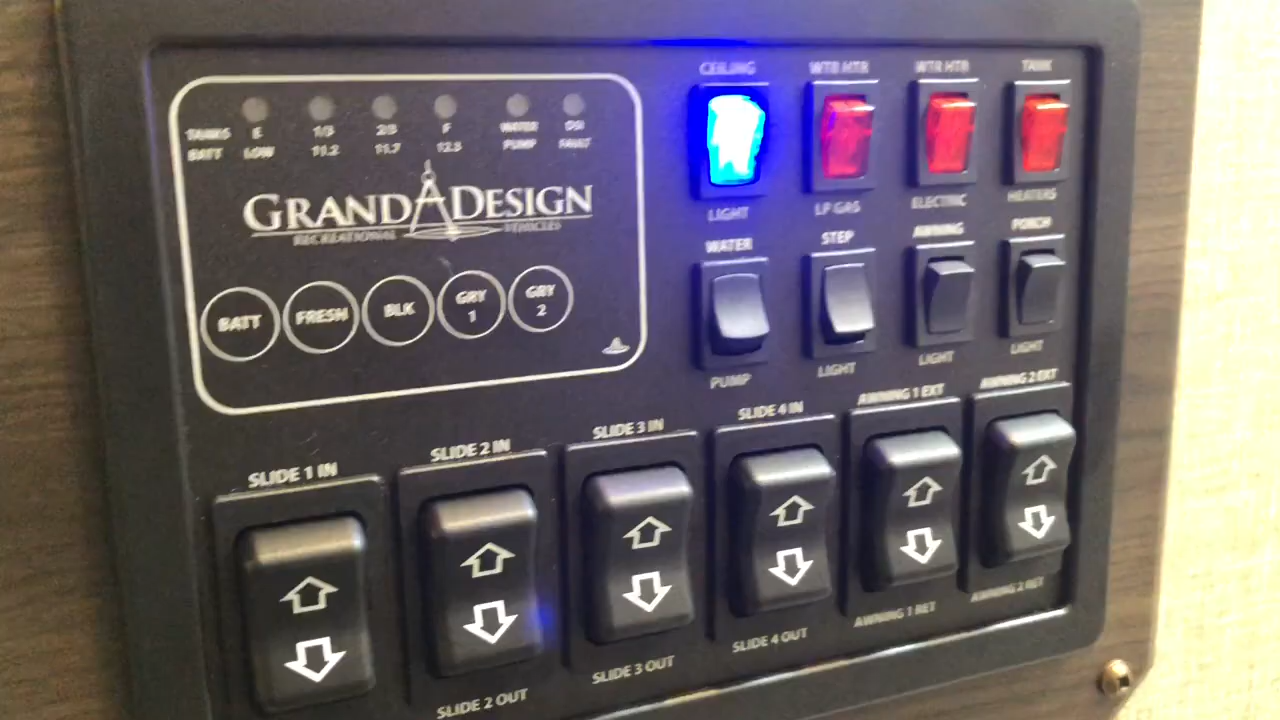 TANKS E 1/3 2/3 F WATER DSI
BATT LOW 11.2 11.7 12.5 PUMP FAULT
GRAND DESIGN
RECREATIONAL VEHICLES
BATT FRESH BLK GRY 1 GRY 2
CEILING WTR HTR WTR HTR TANK
LIGHT LP GAS ELECTRIC HEATERS
WATER STEP AWNING PORCH
PUMP LIGHT LIGHT LIGHT
SLIDE 1 IN SLIDE 2 IN SLIDE 3 IN SLIDE 4 IN AWNING 1 EXT AWNING 2 EXT
SLIDE 2 OUT SLIDE 3 OUT SLIDE 4 OUT AWNING 1 RET AWNING 2 RET